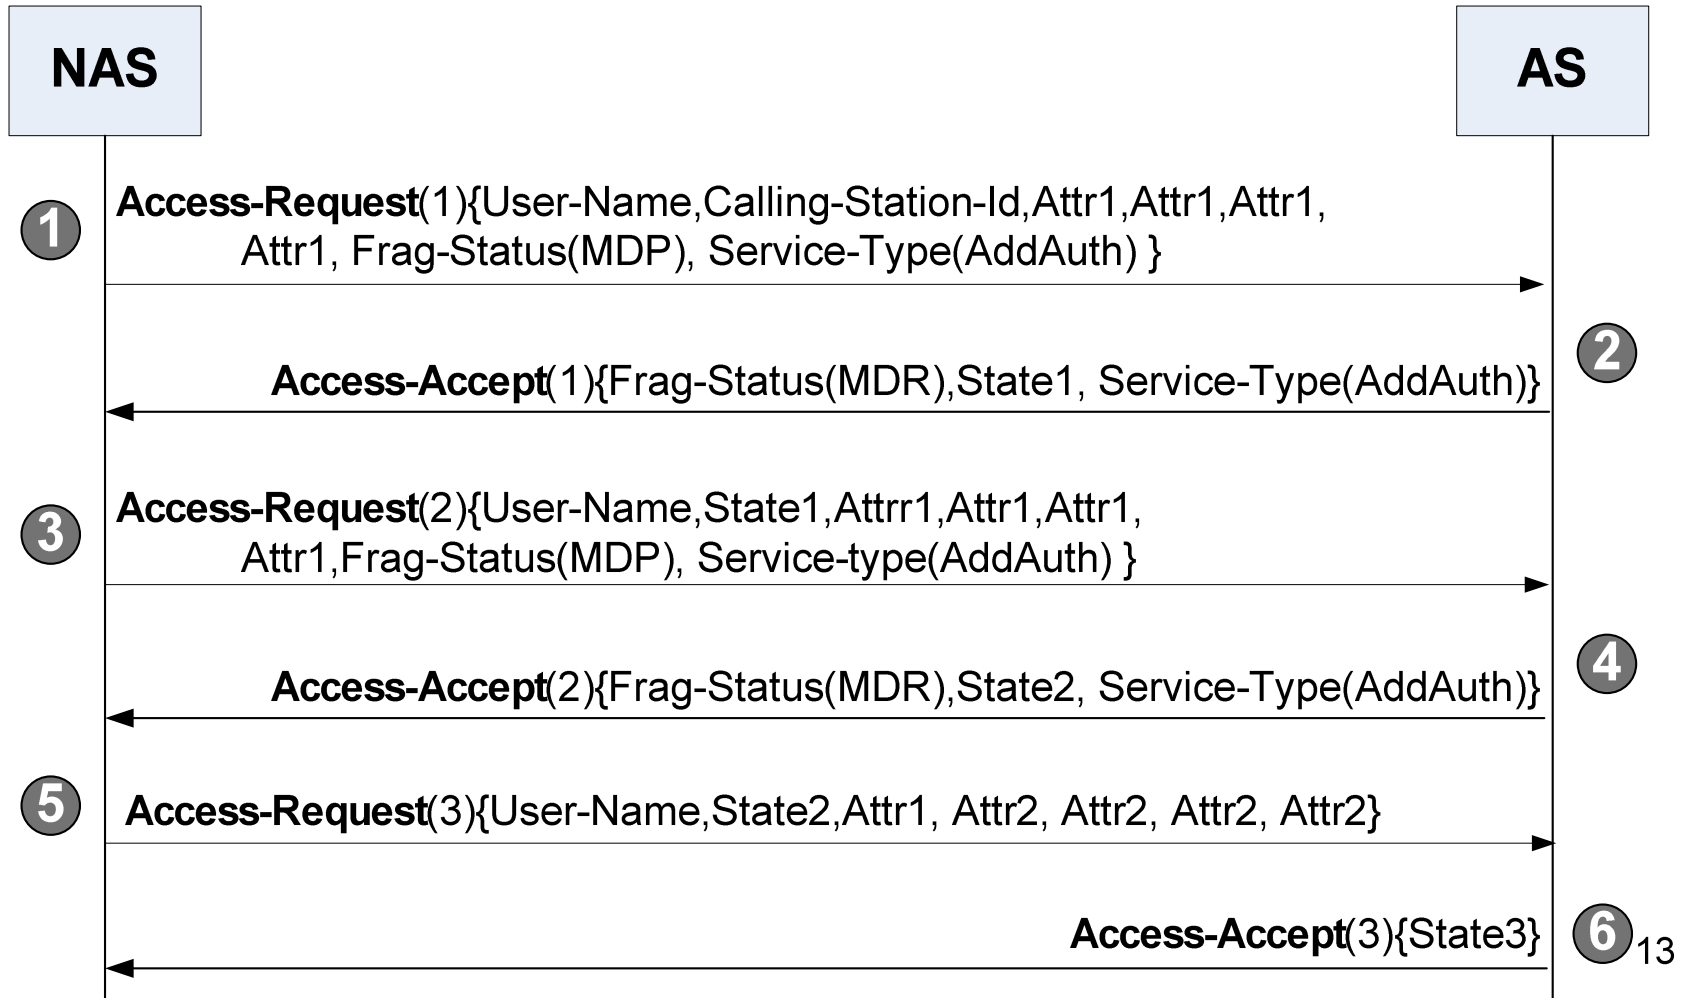 NAS
AS
1
Access-Request(1){User-Name,Calling-Station-Id,Attr1,Attr1,Attr1,
Attr1, Frag-Status(MDP), Service-Type(AddAuth) }
2
Access-Accept(1){Frag-Status(MDR),State1, Service-Type(AddAuth)}
3
Access-Request(2){User-Name,State1,Attrr1,Attr1,Attr1,
Attr1,Frag-Status(MDP), Service-type(AddAuth) }
4
Access-Accept(2){Frag-Status(MDR),State2, Service-Type(AddAuth)}
5
Access-Request(3){User-Name,State2,Attr1, Attr2, Attr2, Attr2, Attr2}
Access-Accept(3){State3}
6
13